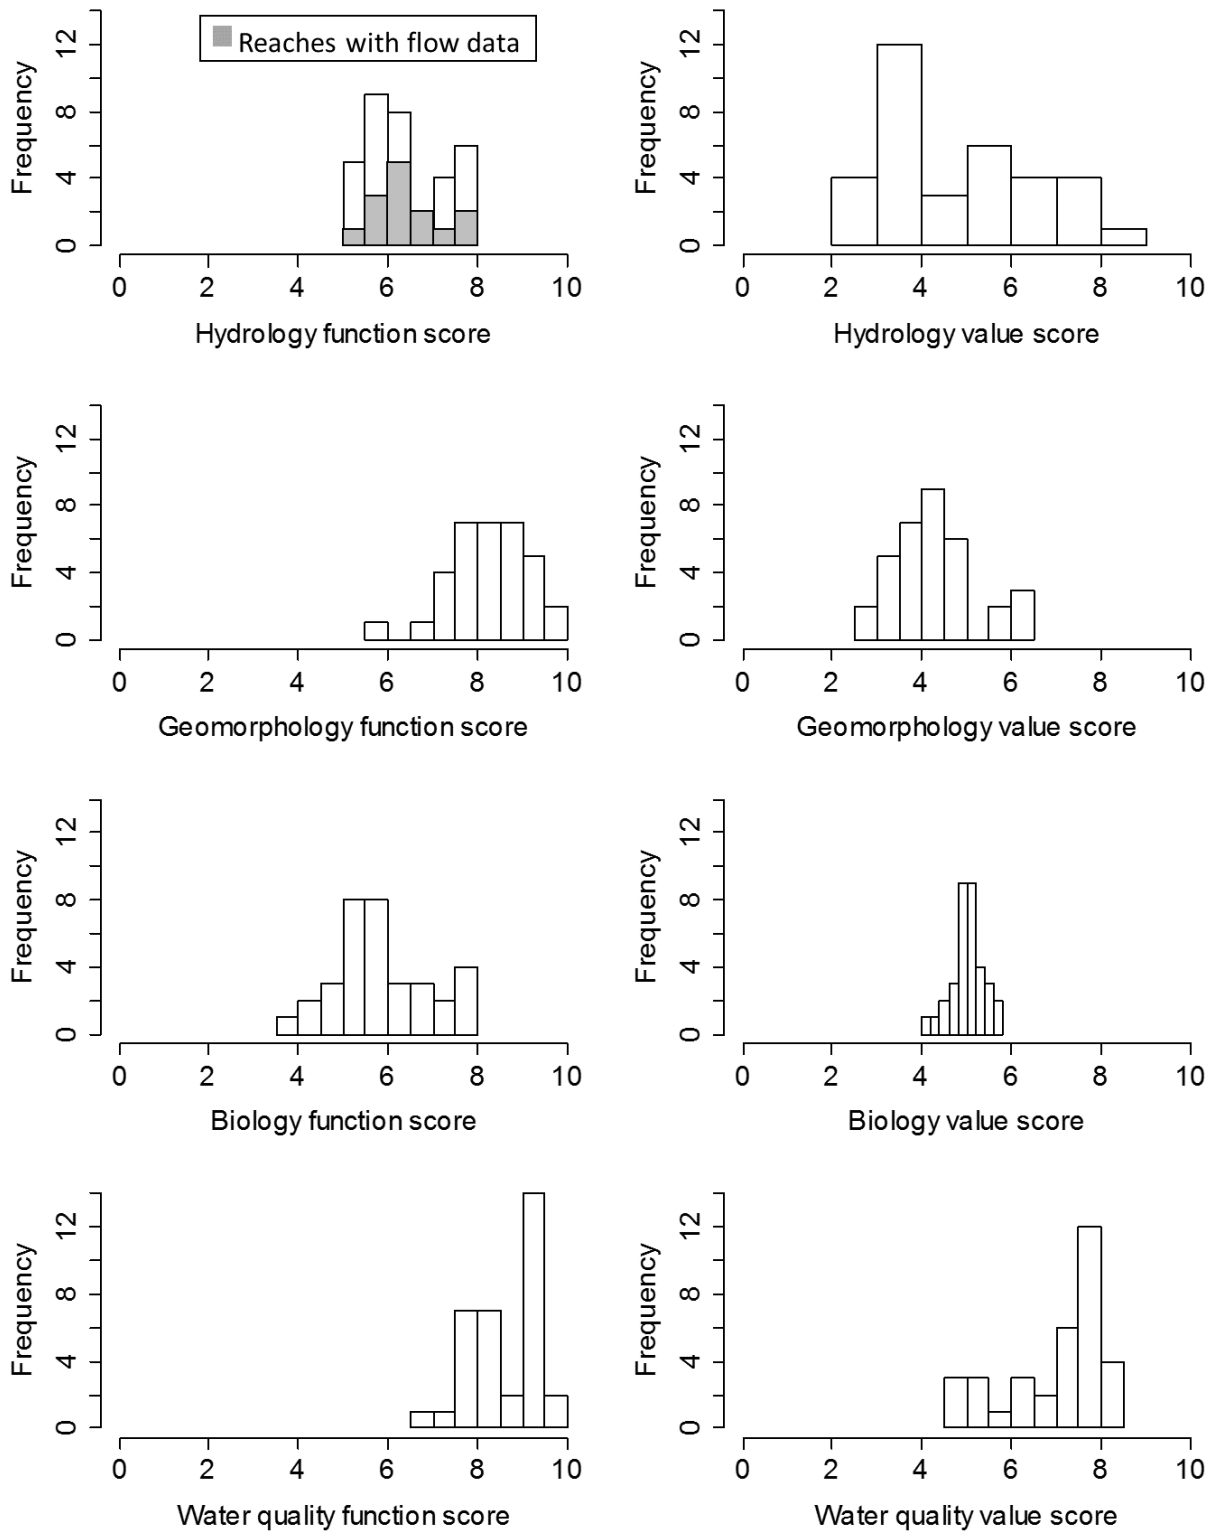 Reaches with flow data
Frequency
0 4 8 12
0 2 4 6 8 10
Hydrology function score
Frequency
0 4 8 12
0 2 4 6 8 10
Hydrology value score
Frequency
0 4 8 12
0 2 4 6 8 10
Geomorphology function score
Frequency
0 4 8 12
0 2 4 6 8 10
Geomorphology value score
Frequency
0 4 8 12
0 2 4 6 8 10
Biology function score
Frequency
0 4 8 12
0 2 4 6 8 10
Biology value score
Frequency
0 4 8 12
0 2 4 6 8 10
Water quality function score
Frequency
0 4 8 12
0 2 4 6 8 10
Water quality value score